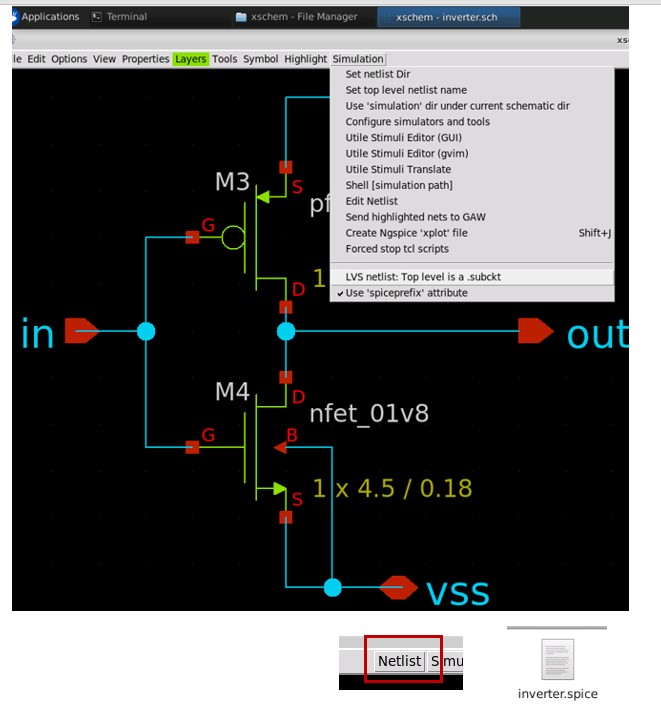 Applications Terminal xschem - File Manager xschem - inverter.sch
xs
le Edit Options View Properties Layers Tools Symbol Highlight Simulation
Set netlist Dir
Set top level netlist name
Use 'simulation' dir under current schematic dir
Configure simulators and tools
Utile Stimuli Editor (GUI)
Utile Stimuli Editor (gvim)
Utile Stimuli Translate
Shell [simulation path]
Edit Netlist
Send highlighted nets to GAW
Create Ngspice 'xplot' file Shift+J
Forced stop tcl scripts
LVS netlist: Top level is a .subckt
✔ Use 'spiceprefix' attribute
M3
S
pf
G
D
1
in
out
M4
D
nfet_01v8
G
B
S
1 x 4.5 / 0.18
vss
Netlist Simu
inverter.spice